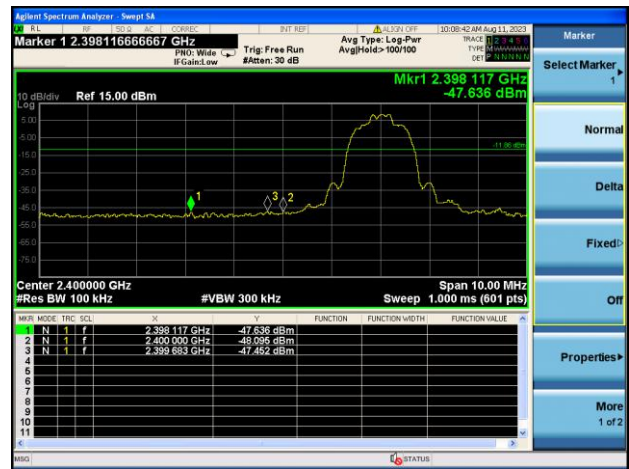 Agilent Spectrum Analyzer - Swept SA
RL RF 50 Ω AC CORREC INT REF ALIGN OFF 10:08:42 AM Aug 11, 2023
Marker 1 2.398116666667 GHz
PNO: Wide Trig: Free Run
IFGain:Low #Atten: 30 dB
Avg Type: Log-Pwr
Avg|Hold:>100/100
TRACE 1 2 3 4 5 6
TYPE M
DET P N N N N N
Mkr1 2.398 117 GHz
-47.636 dBm
10 dB/div Ref 15.00 dBm
Log
5.00
-5.00
-11.86 dBm
-15.0
-25.0
-35.0
-45.0
-55.0
-65.0
-75.0
1
3
2
Center 2.400000 GHz Span 10.00 MHz
#Res BW 100 kHz #VBW 300 kHz Sweep 1.000 ms (601 pts)
MKR MODE TRC SCL X Y FUNCTION FUNCTION WIDTH FUNCTION VALUE
1 N 1 f 2.398 117 GHz -47.636 dBm
2 N 1 f 2.400 000 GHz -48.095 dBm
3 N 1 f 2.399 683 GHz -47.452 dBm
4
5
6
7
8
9
10
11
MSG STATUS
Marker
Select Marker
1
Normal
Delta
Fixed
Off
Properties
More
1 of 2